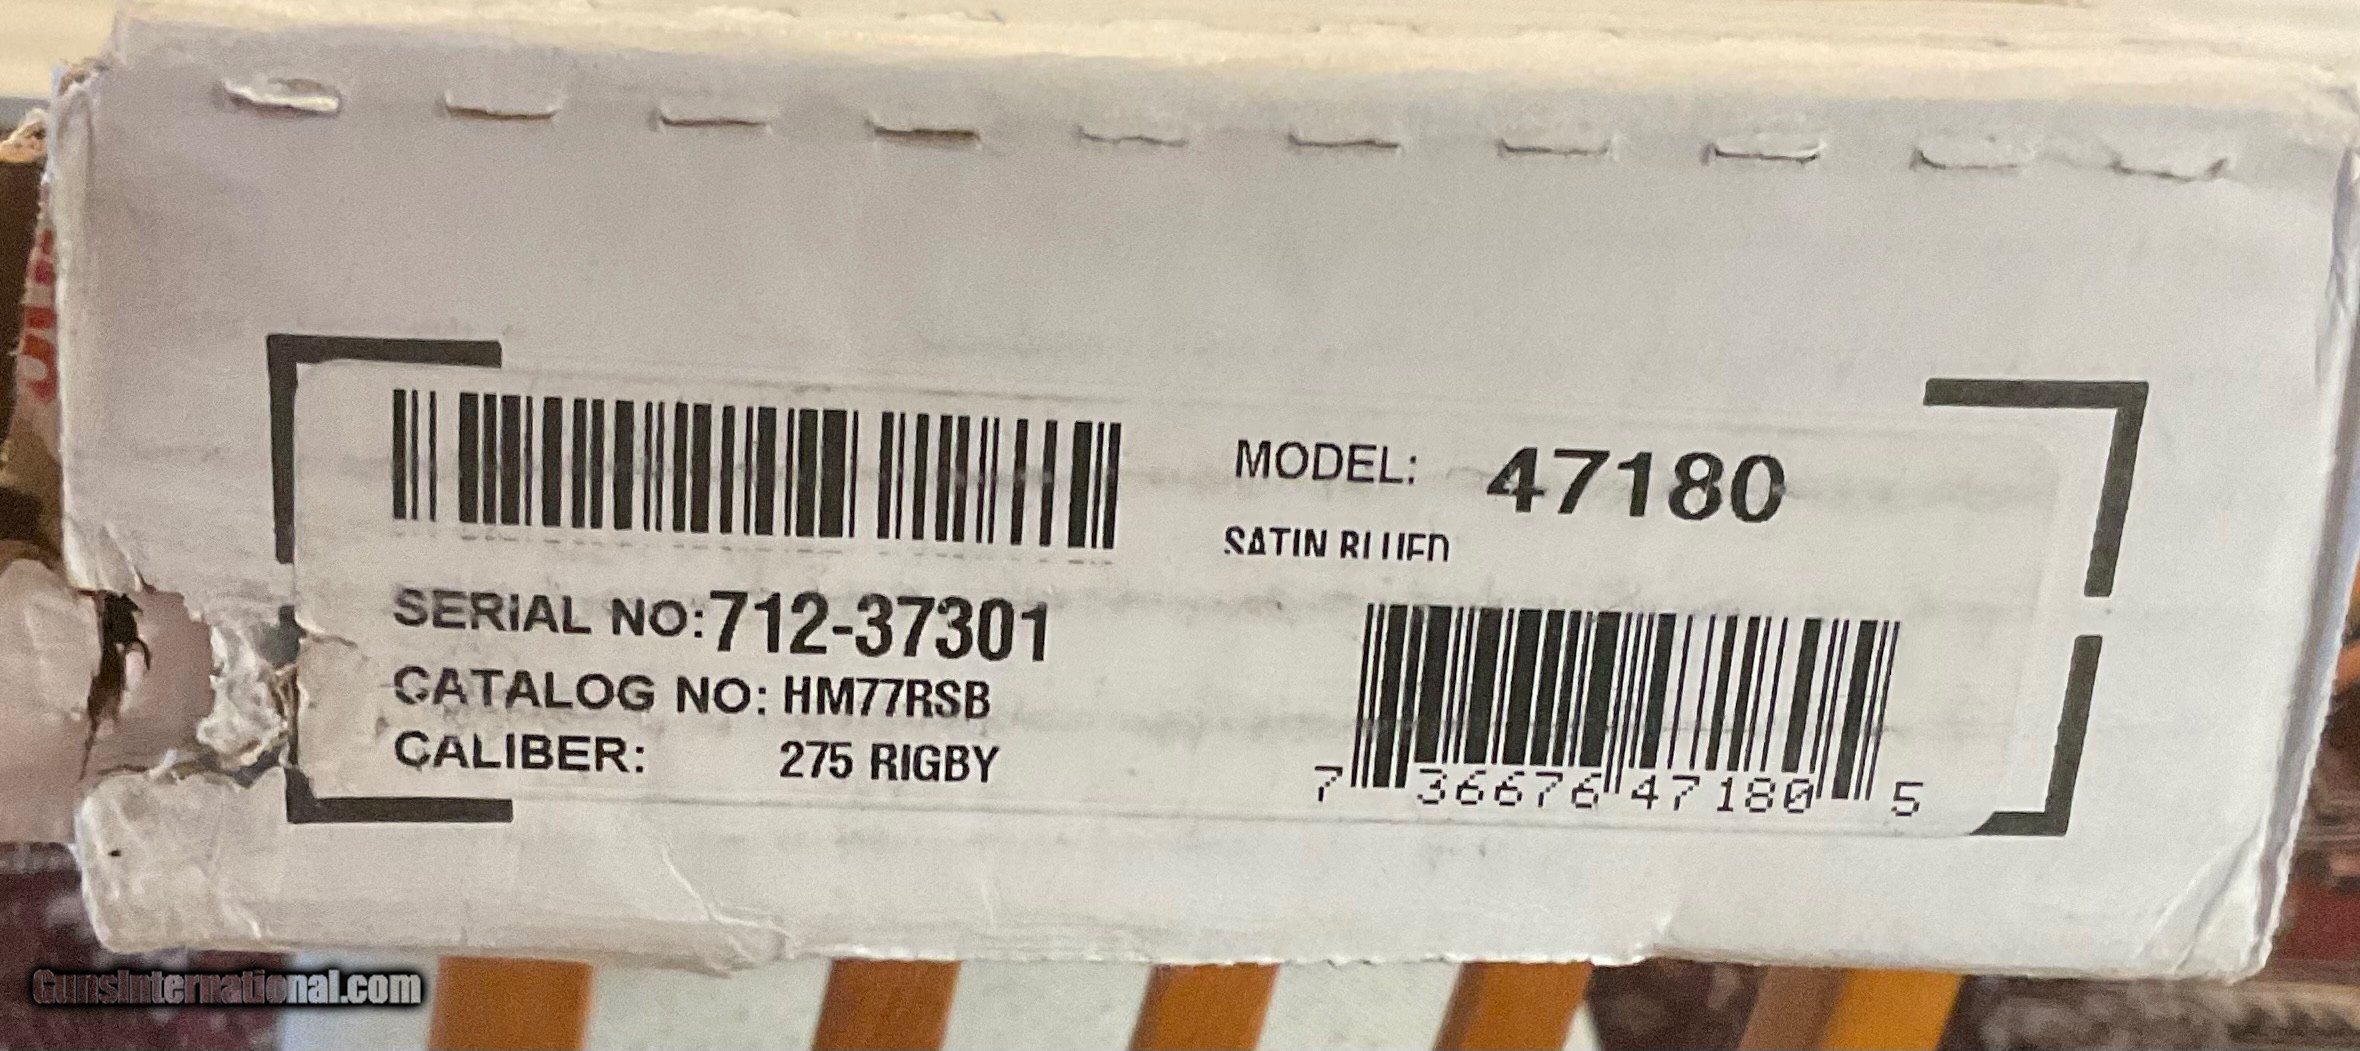 MODEL: 47180
SATIN BLUED
SERIAL NO: 712-37301
CATALOG NO: HM77RSB
CALIBER: 275 RIGBY
7 36676 47180 5
GunsInternational.com